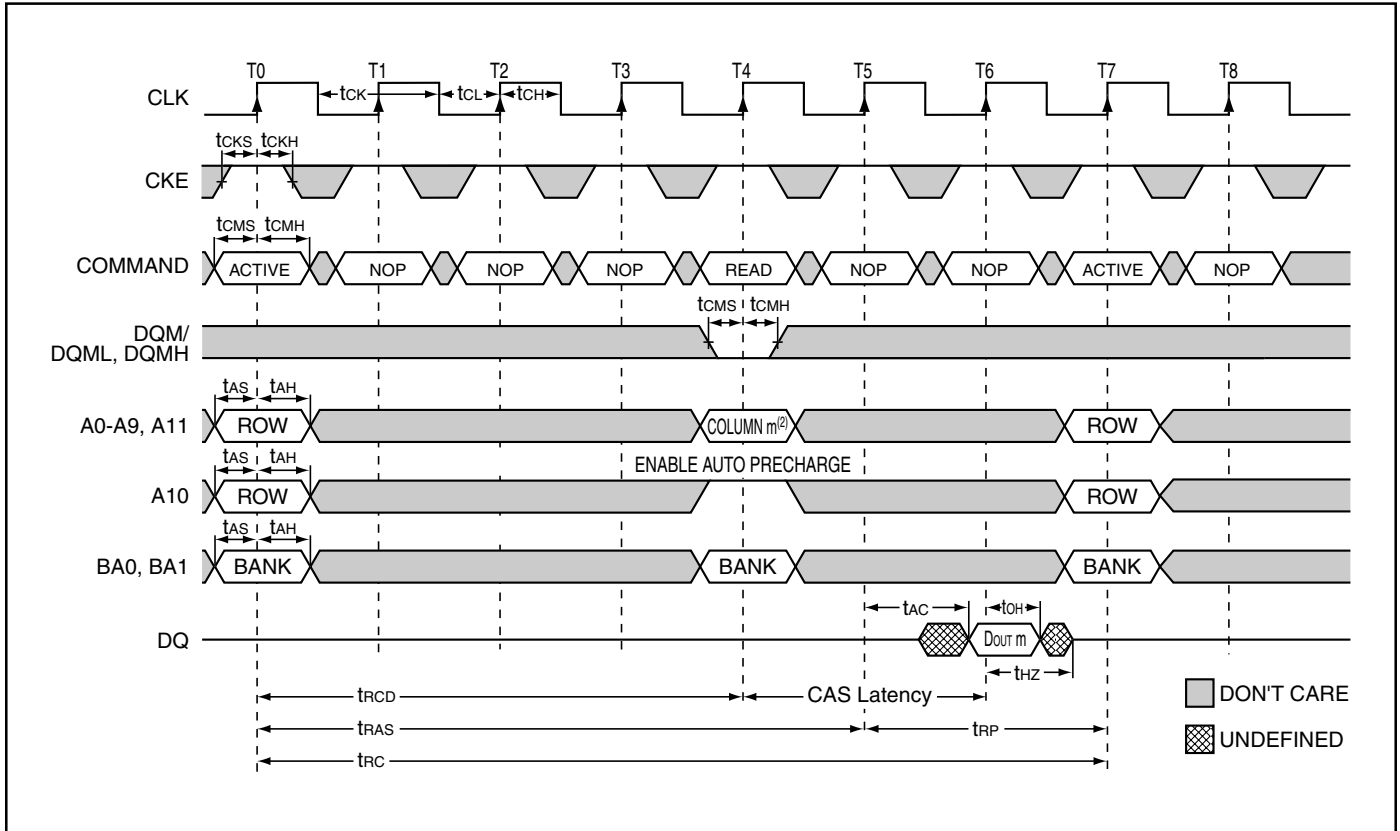 T0 T1 T2 T3 T4 T5 T6 T7 T8
CLK tCK tCL tCH
tCKS tCKH
CKE
tCMS tCMH
COMMAND ACTIVE NOP NOP NOP READ NOP NOP ACTIVE NOP
tCMS tCMH
DQM/
DQML, DQMH
tAS tAH
A0-A9, A11 ROW COLUMN m(2) ROW
tAS tAH ENABLE AUTO PRECHARGE
A10 ROW ROW
tAS tAH
BA0, BA1 BANK BANK BANK
tAC tOH
DQ DOUT m
tHZ
tRCD CAS Latency DON'T CARE
tRAS tRP
UNDEFINED
tRC